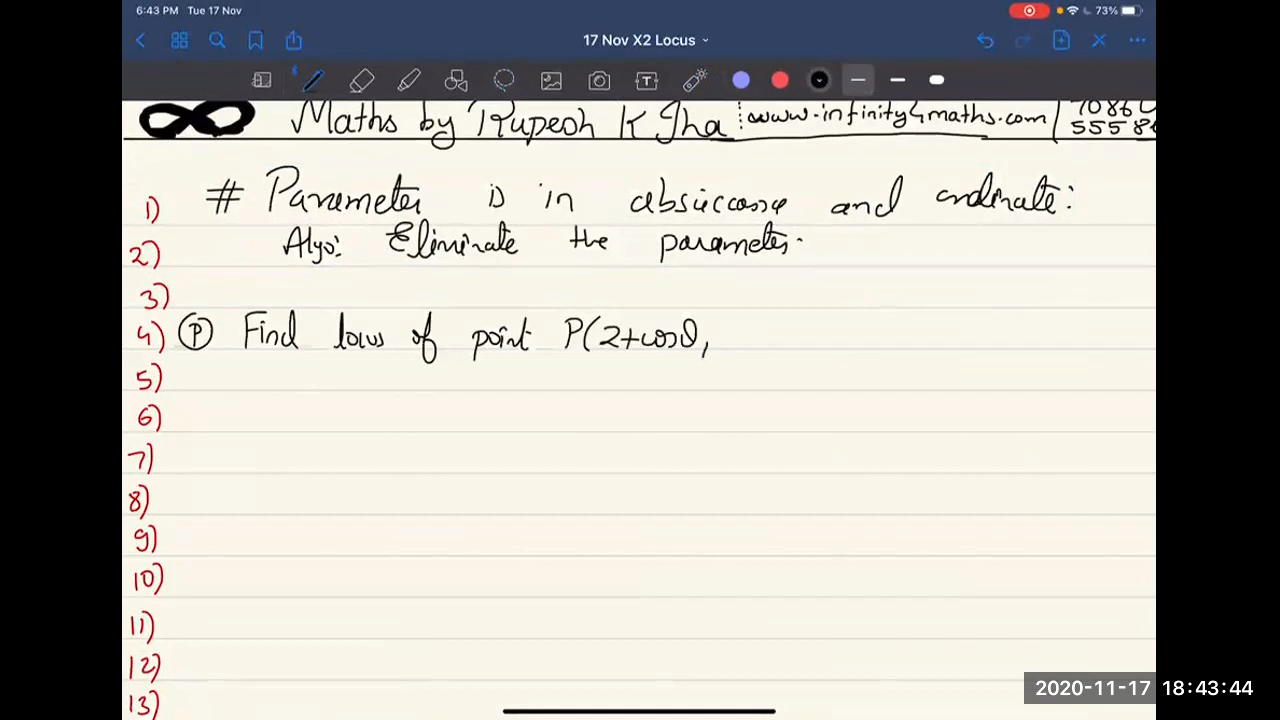 6:43 PM Tue 17 Nov
73%
17 Nov X2 Locus
Maths by Rupesh K Jha www.infinity4maths.com
1) # Parameter is in absiccasse and ordinate:
2) Algo: Eliminate the parameter.
3)
4) P Find locus of point P(2+cosθ,
5)
6)
7)
8)
9)
10)
11)
12)
13)
2020-11-17 18:43:44